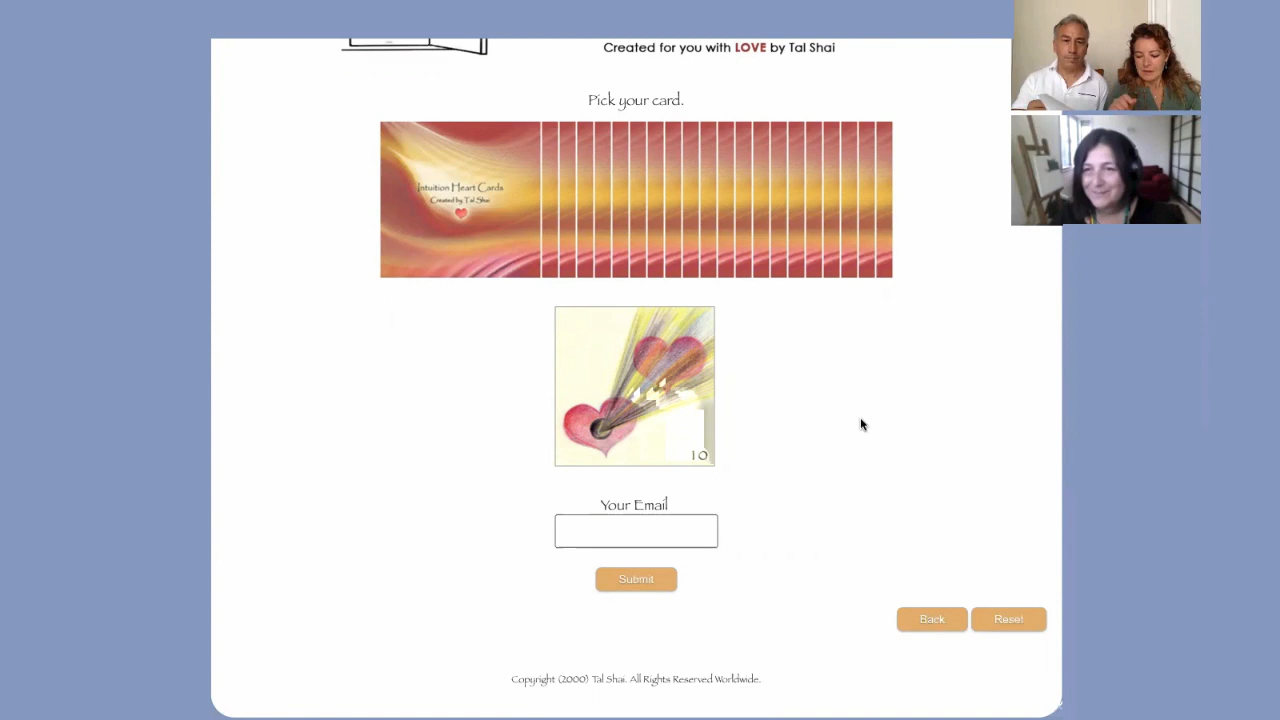 Created for you with LOVE by Tal Shai
Pick your card.
Intuition Heart Cards
Created by Tal Shai
10
Your Email
Submit
Back
Reset
Copyright (2000) Tal Shai. All Rights Reserved Worldwide.